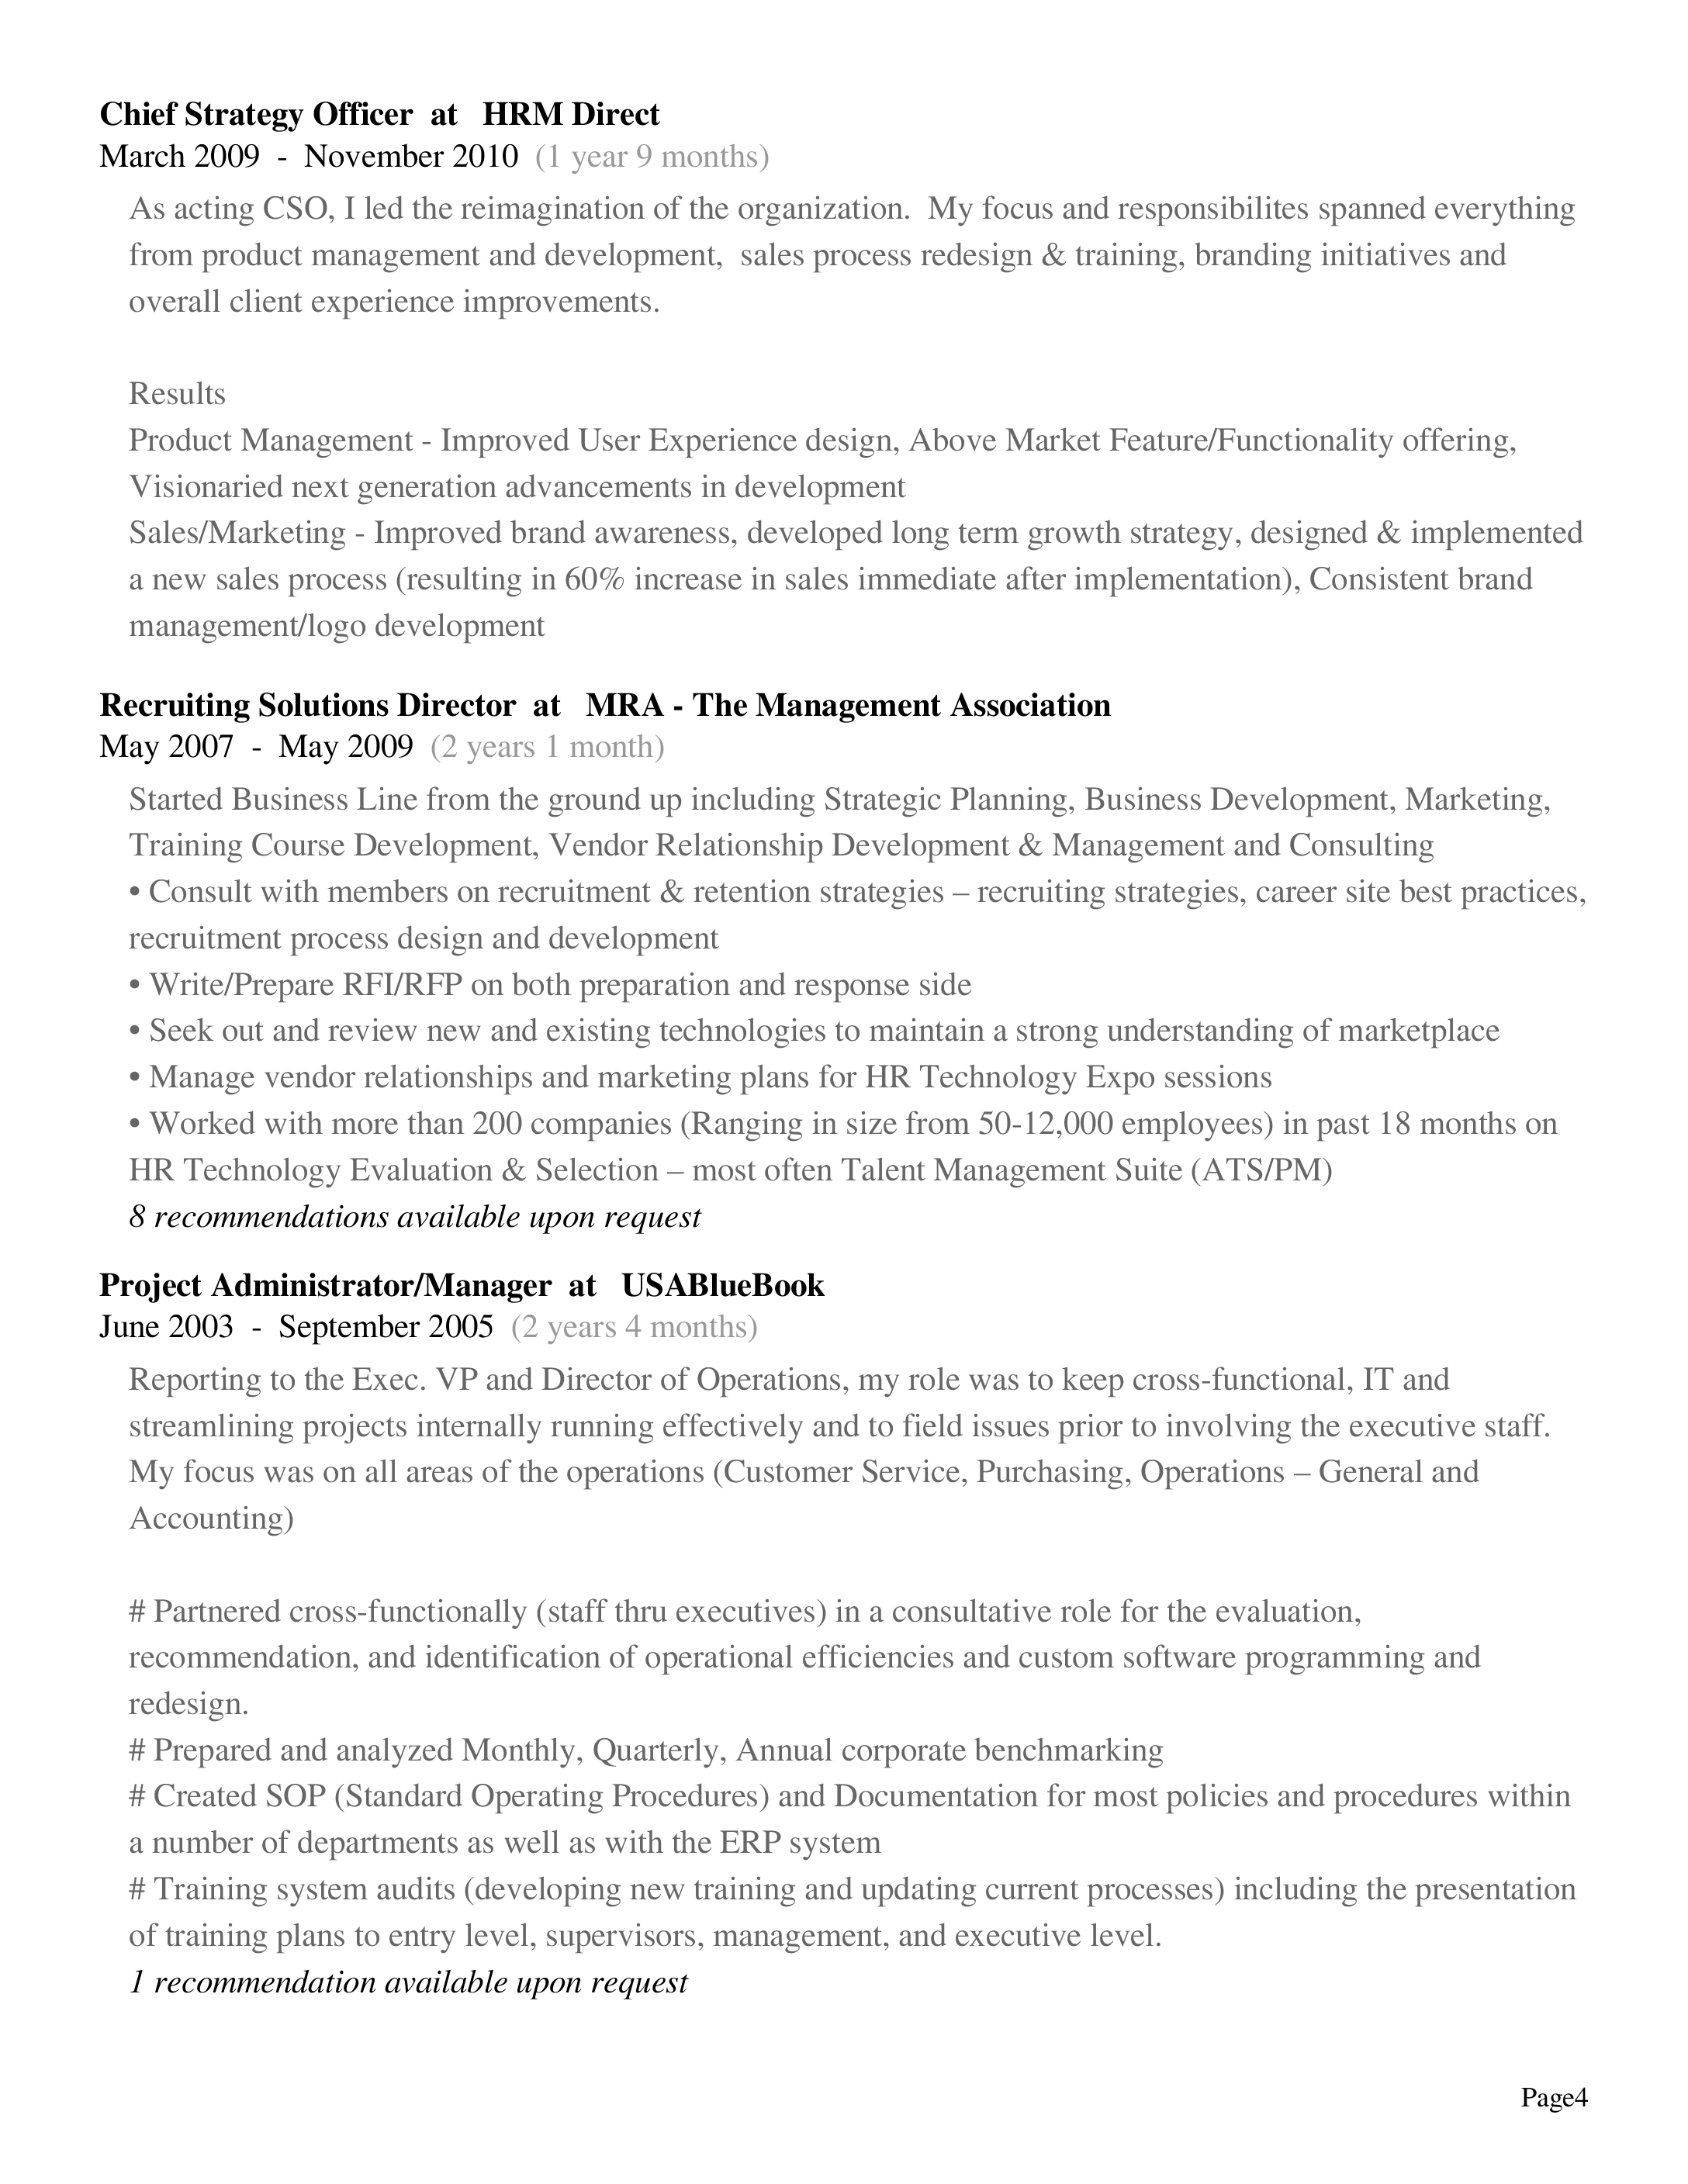 Chief Strategy Officer at HRM Direct
March 2009 - November 2010 (1 year 9 months)
As acting CSO, I led the reimagination of the organization. My focus and responsibilites spanned everything
from product management and development, sales process redesign & training, branding initiatives and
overall client experience improvements.
Results
Product Management - Improved User Experience design, Above Market Feature/Functionality offering,
Visionaried next generation advancements in development
Sales/Marketing - Improved brand awareness, developed long term growth strategy, designed & implemented
a new sales process (resulting in 60% increase in sales immediate after implementation), Consistent brand
management/logo development
Recruiting Solutions Director at MRA - The Management Association
May 2007 - May 2009 (2 years 1 month)
Started Business Line from the ground up including Strategic Planning, Business Development, Marketing,
Training Course Development, Vendor Relationship Development & Management and Consulting
• Consult with members on recruitment & retention strategies – recruiting strategies, career site best practices,
recruitment process design and development
• Write/Prepare RFI/RFP on both preparation and response side
• Seek out and review new and existing technologies to maintain a strong understanding of marketplace
• Manage vendor relationships and marketing plans for HR Technology Expo sessions
• Worked with more than 200 companies (Ranging in size from 50-12,000 employees) in past 18 months on
HR Technology Evaluation & Selection – most often Talent Management Suite (ATS/PM)
8 recommendations available upon request
Project Administrator/Manager at USABlueBook
June 2003 - September 2005 (2 years 4 months)
Reporting to the Exec. VP and Director of Operations, my role was to keep cross-functional, IT and
streamlining projects internally running effectively and to field issues prior to involving the executive staff.
My focus was on all areas of the operations (Customer Service, Purchasing, Operations – General and
Accounting)
# Partnered cross-functionally (staff thru executives) in a consultative role for the evaluation,
recommendation, and identification of operational efficiencies and custom software programming and
redesign.
# Prepared and analyzed Monthly, Quarterly, Annual corporate benchmarking
# Created SOP (Standard Operating Procedures) and Documentation for most policies and procedures within
a number of departments as well as with the ERP system
# Training system audits (developing new training and updating current processes) including the presentation
of training plans to entry level, supervisors, management, and executive level.
1 recommendation available upon request
Page4